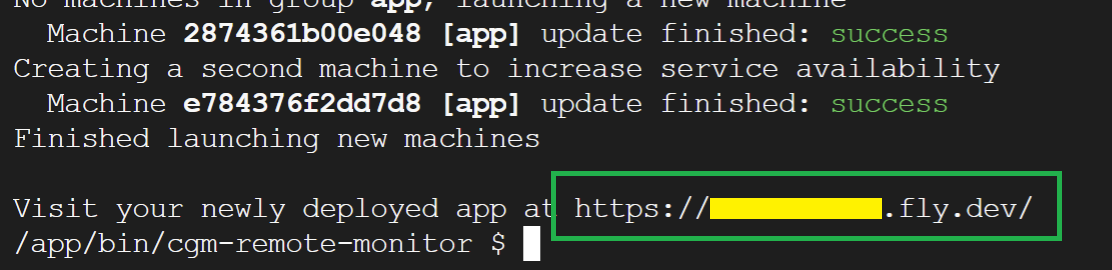 No machines in group app, launching a new machine
  Machine 2874361b00e048 [app] update finished: success
Creating a second machine to increase service availability
  Machine e784376f2dd7d8 [app] update finished: success
Finished launching new machines
Visit your newly deployed app at https://.fly.dev/
/app/bin/cgm-remote-monitor $